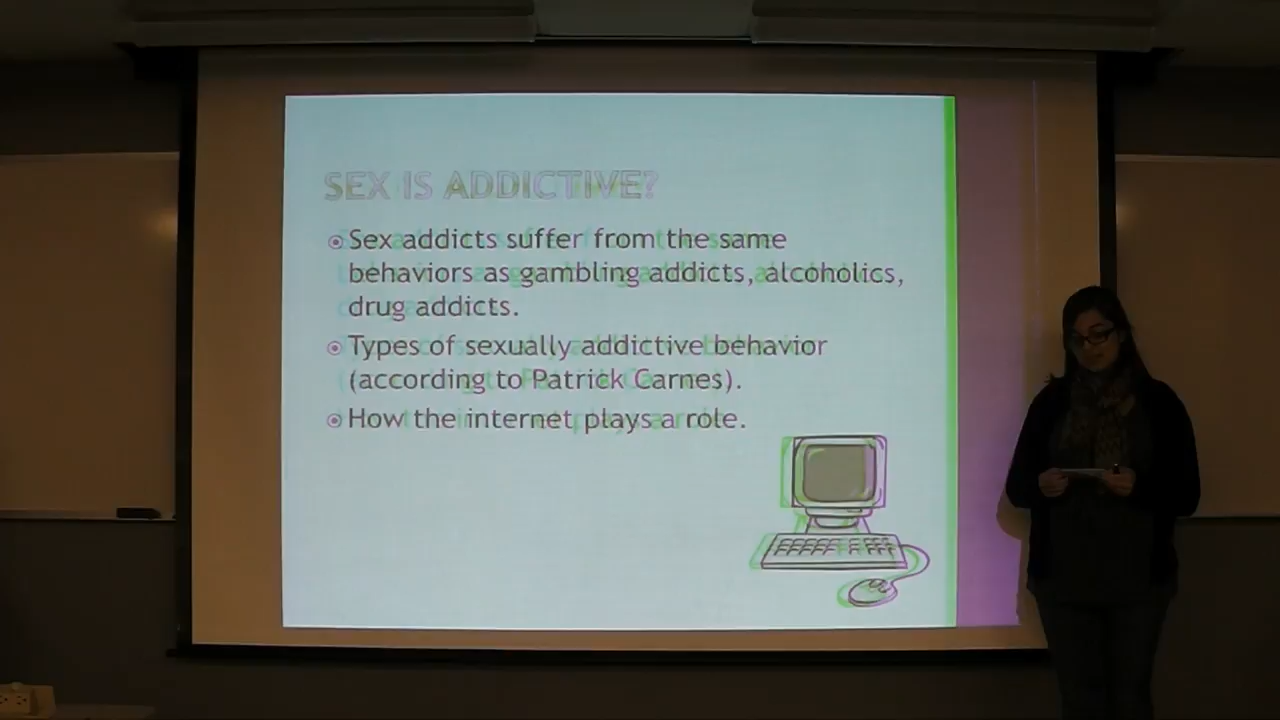 SEX IS ADDICTIVE?
Sex addicts suffer from the same
behaviors as gambling addicts, alcoholics,
drug addicts.
Types of sexually addictive behavior
(according to Patrick Carnes).
How the internet plays a role.